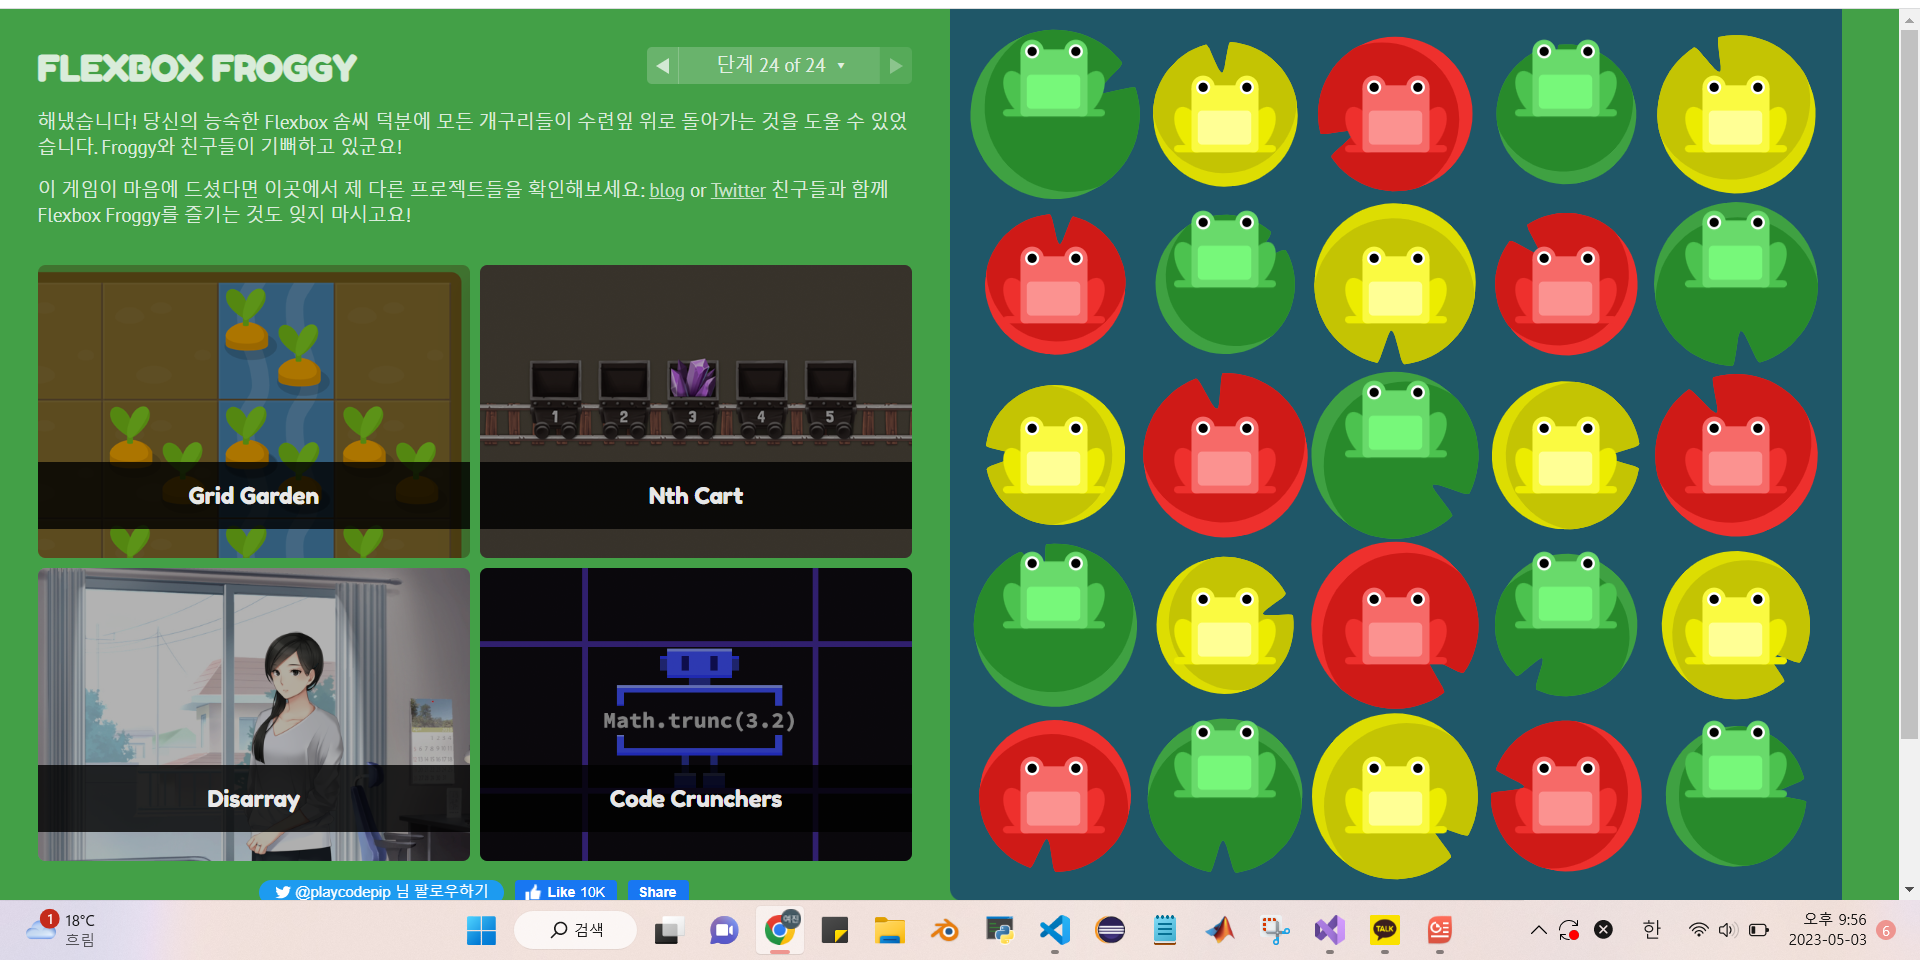 FLEXBOX FROGGY
◀ 단계 24 of 24 ▾ ▶
해냈습니다! 당신의 능숙한 Flexbox 솜씨 덕분에 모든 개구리들이 수련잎 위로 돌아가는 것을 도울 수 있었
습니다. Froggy와 친구들이 기뻐하고 있군요!
이 게임이 마음에 드셨다면 이곳에서 제 다른 프로젝트들을 확인해보세요: blog or Twitter 친구들과 함께
Flexbox Froggy를 즐기는 것도 잊지 마시고요!
1 2 3 4 5
Grid Garden
Nth Cart
Math.trunc(3.2)
Disarray
Code Crunchers
@playcodepip 님 팔로우하기
Like 10K
Share
1
18°C
흐림
검색
여진
TALK
한
오후 9:56
2023-05-03
6